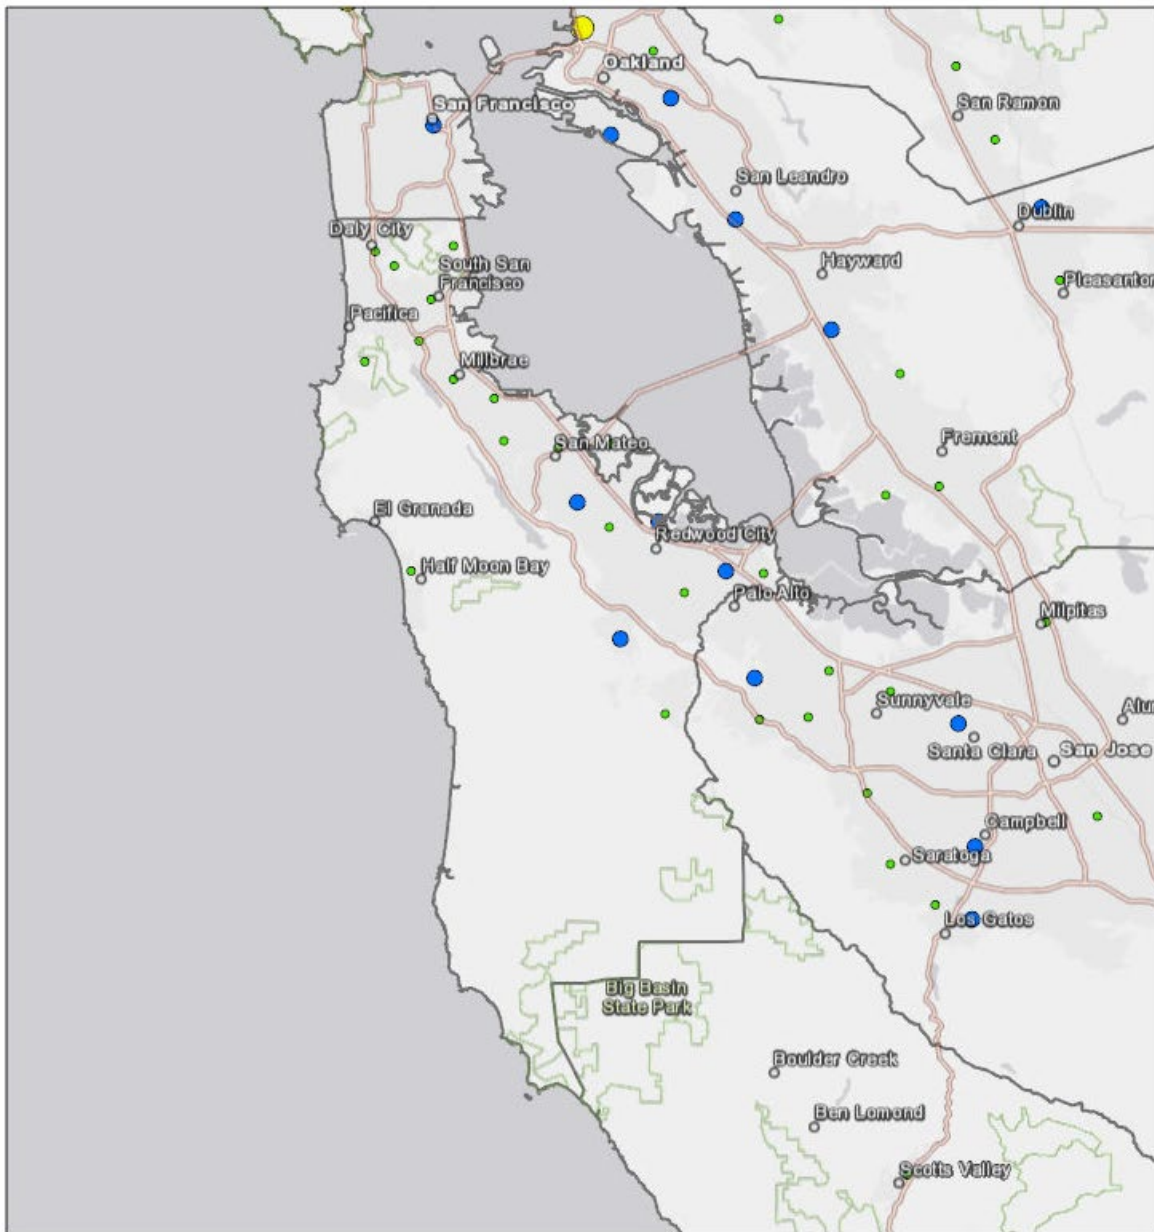 Oakland
San Francisco
San Ramon
San Leandro
Dublin
Daly City
Hayward
South San
Francisco
Pleasanton
Pacifica
Millbrae
Fremont
San Mateo
El Granada
Redwood City
Half Moon Bay
Palo Alto
Milpitas
Sunnyvale
Alum
Santa Clara
San Jose
Campbell
Saratoga
Los Gatos
Big Basin
State Park
Boulder Creek
Ben Lomond
Scotts Valley